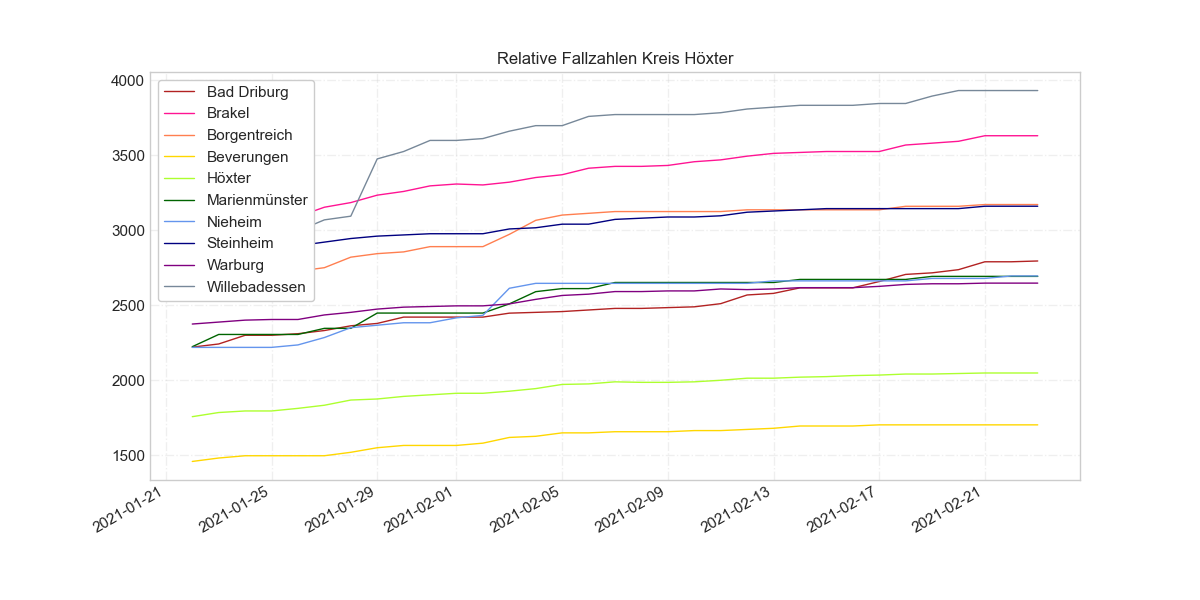 Relative Fallzahlen Kreis Höxter
4000
3500
3000
2500
2000
1500
Bad Driburg
Brakel
Borgentreich
Beverungen
Höxter
Marienmünster
Nieheim
Steinheim
Warburg
Willebadessen
2021-01-21
2021-01-25
2021-01-29
2021-02-01
2021-02-05
2021-02-09
2021-02-13
2021-02-17
2021-02-21